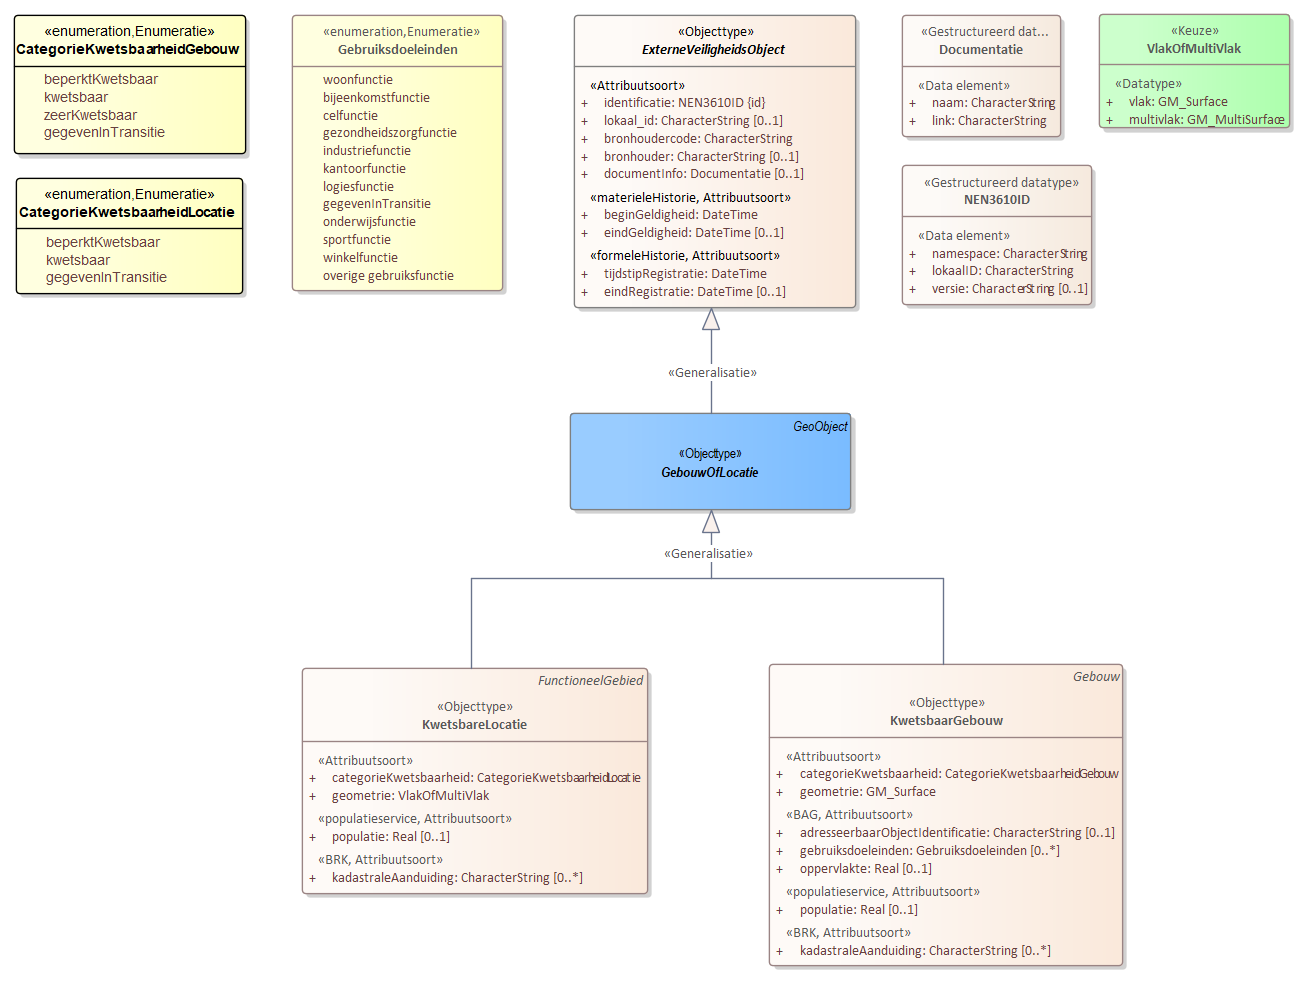 «enumeration,Enumeratie»
CategorieKwetsbaarheidGebouw
beperktKwetsbaar
kwetsbaar
zeerKwetsbaar
gegevenInTransitie
«enumeration,Enumeratie»
CategorieKwetsbaarheidLocatie
beperktKwetsbaar
kwetsbaar
gegevenInTransitie
«enumeration,Enumeratie»
Gebruiksdoeleinden
woonfunctie
bijeenkomstfunctie
celfunctie
gezondheidszorgfunctie
industriefunctie
kantoorfunctie
logiesfunctie
gegevenInTransitie
onderwijsfunctie
sportfunctie
winkelfunctie
overige gebruiksfunctie
«Objecttype»
ExterneVeiligheidsObject
«Attribuutsoort»
+ identificatie: NEN3610ID {id}
+ lokaal_id: CharacterString [0..1]
+ bronhoudercode: CharacterString
+ bronhouder: CharacterString [0..1]
+ documentInfo: Documentatie [0..1]
«materieleHistorie, Attribuutsoort»
+ beginGeldigheid: DateTime
+ eindGeldigheid: DateTime [0..1]
«formeleHistorie, Attribuutsoort»
+ tijdstipRegistratie: DateTime
+ eindRegistratie: DateTime [0..1]
«Gestructureerd dat...
Documentatie
«Data element»
+ naam: CharacterString
+ link: CharacterString
«Keuze»
VlakOfMultiVlak
«Datatype»
+ vlak: GM_Surface
+ multivlak: GM_MultiSurface
«Gestructureerd datatype»
NEN3610ID
«Data element»
+ namespace: CharacterString
+ lokaalID: CharacterString
+ versie: CharacterString [0..1]
«Generalisatie»
GeoObject
«Objecttype»
GebouwOfLocatie
«Generalisatie»
FunctioneelGebied
«Objecttype»
KwetsbareLocatie
«Attribuutsoort»
+ categorieKwetsbaarheid: CategorieKwetsbaarheidLocatie
+ geometrie: VlakOfMultiVlak
«populatieservice, Attribuutsoort»
+ populatie: Real [0..1]
«BRK, Attribuutsoort»
+ kadastraleAanduiding: CharacterString [0..*]
Gebouw
«Objecttype»
KwetsbaarGebouw
«Attribuutsoort»
+ categorieKwetsbaarheid: CategorieKwetsbaarheidGebouw
+ geometrie: GM_Surface
«BAG, Attribuutsoort»
+ adresseerbaarObjectIdentificatie: CharacterString [0..1]
+ gebruiksdoeleinden: Gebruiksdoeleinden [0..*]
+ oppervlakte: Real [0..1]
«populatieservice, Attribuutsoort»
+ populatie: Real [0..1]
«BRK, Attribuutsoort»
+ kadastraleAanduiding: CharacterString [0..*]